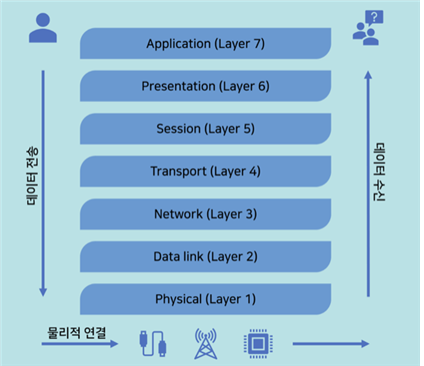 ?
Application (Layer 7)
Presentation (Layer 6)
Session (Layer 5)
Transport (Layer 4)
Network (Layer 3)
Data link (Layer 2)
Physical (Layer 1)
데이터 전송
데이터 수신
물리적 연결